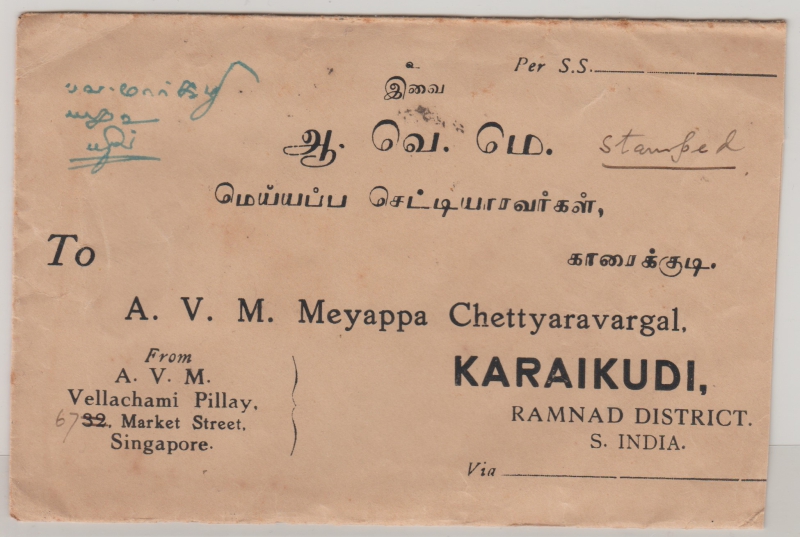 Per S.S.
உ
இவை
ஆ. வெ. மெ.
stamped
மெய்யப்ப செட்டியாரவர்கள்,
காரைக்குடி.
To
A. V. M. Meyappa Chettyaravargal,
KARAIKUDI,
RAMNAD DISTRICT.
S. INDIA.
Via
From
A. V. M.
Vellachami Pillay,
67 32, Market Street,
Singapore.